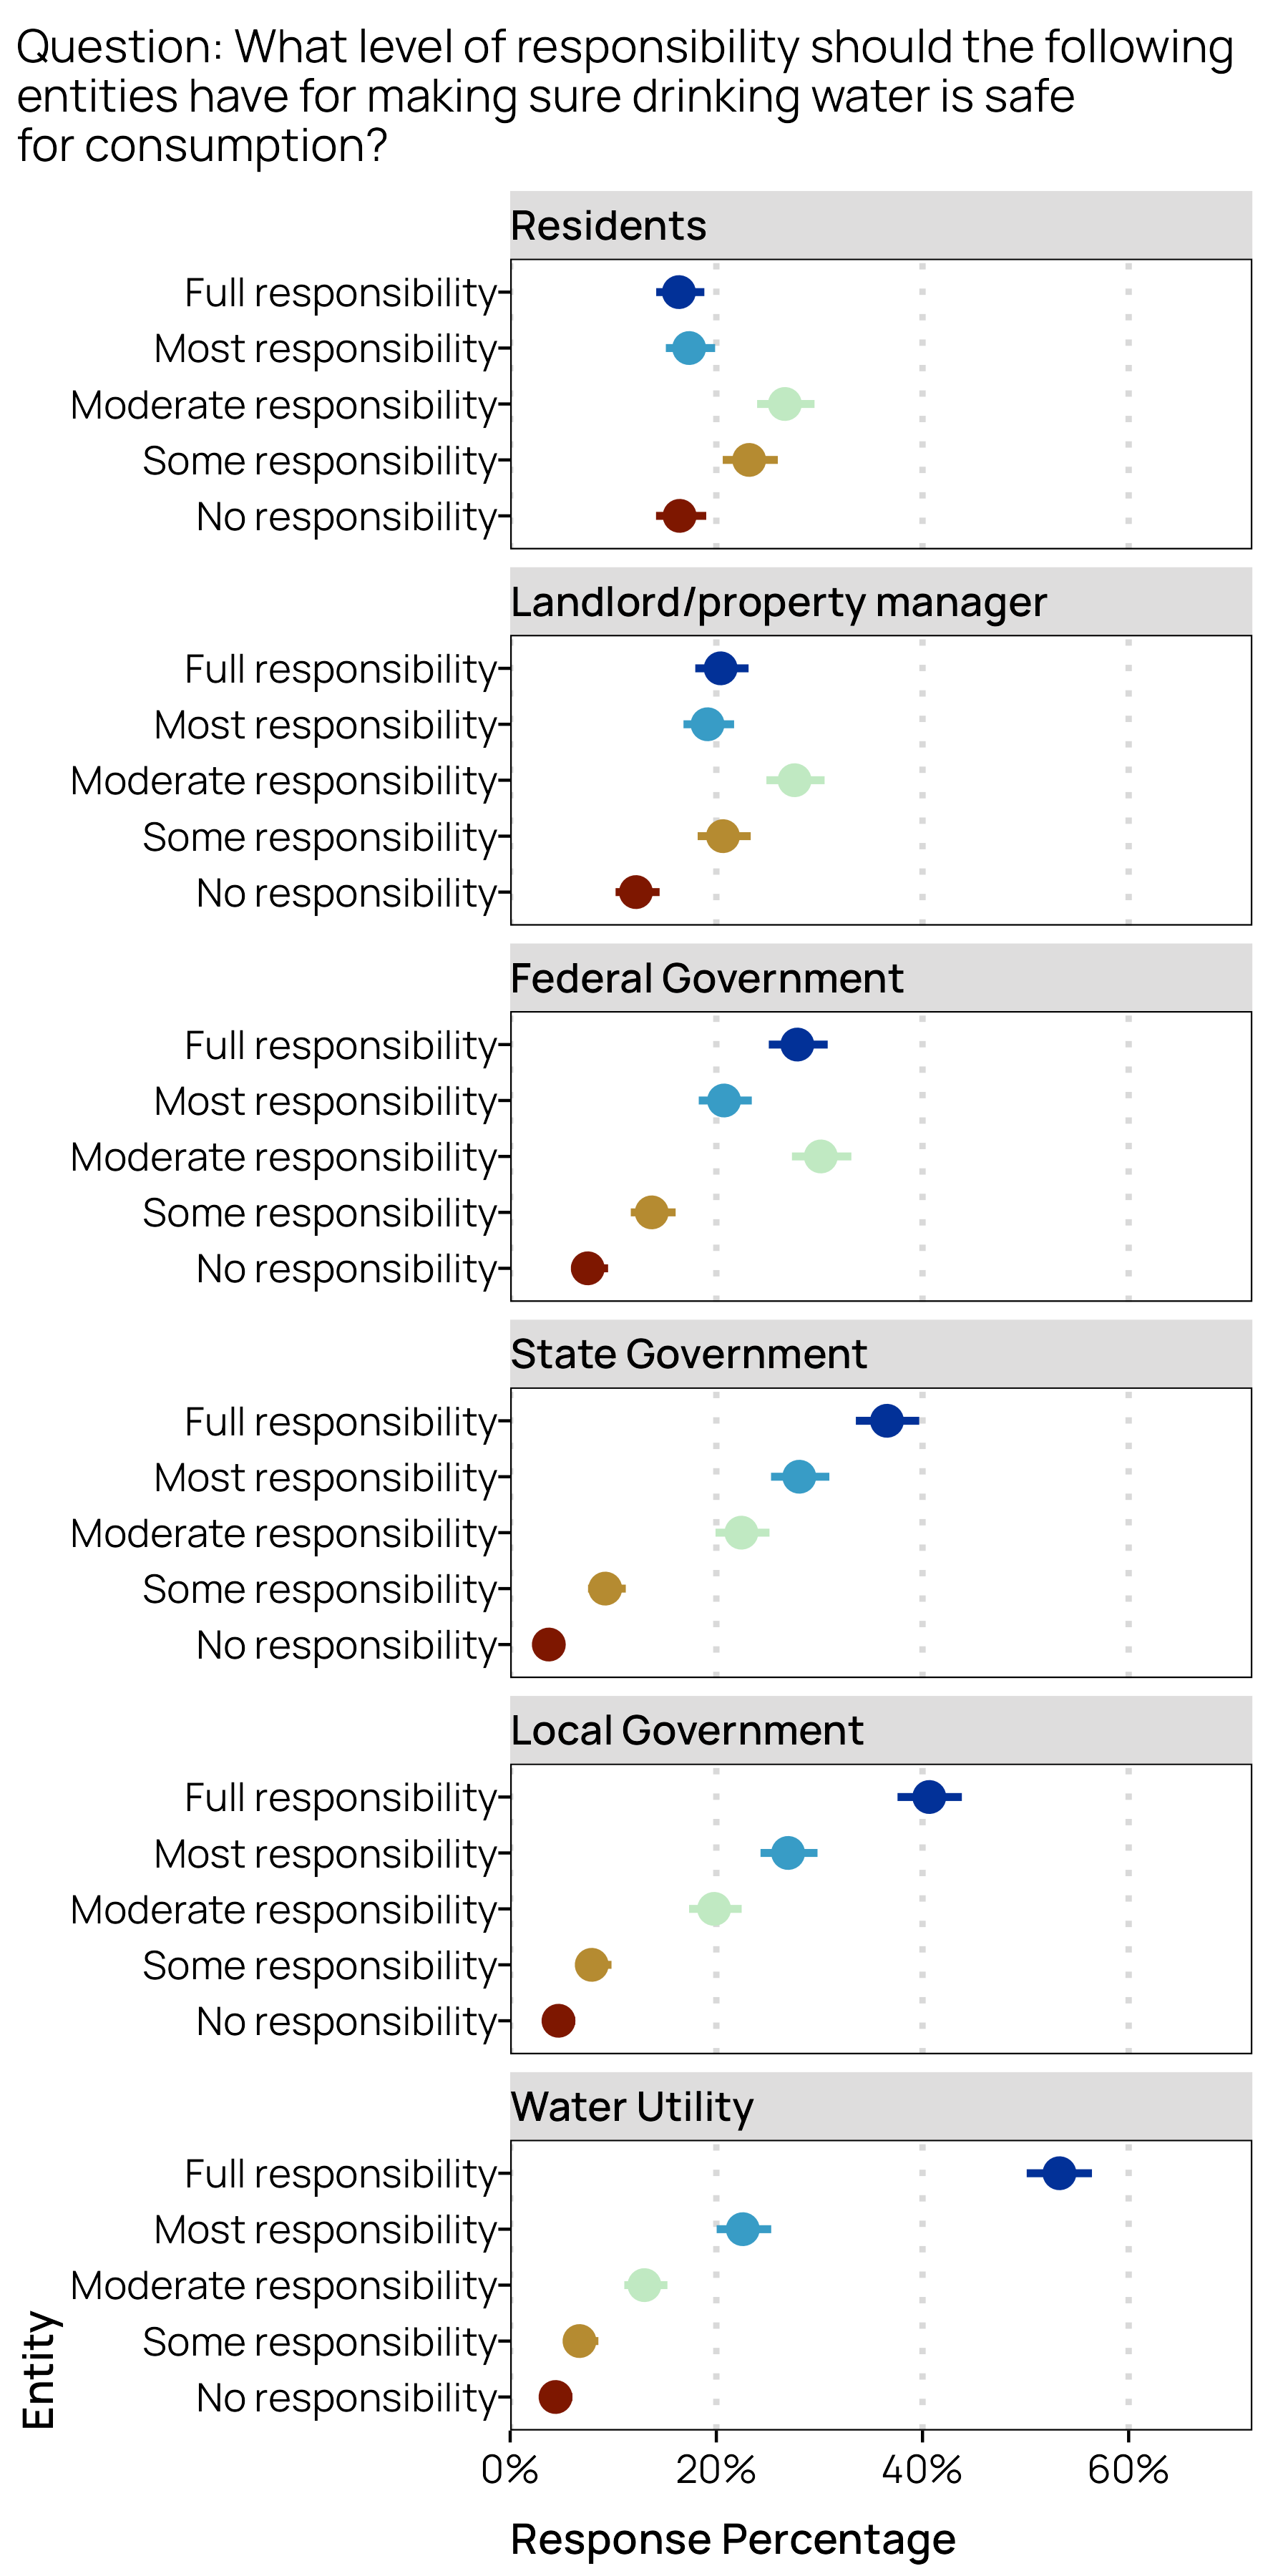 Question: What level of responsibility should the following
entities have for making sure drinking water is safe
for consumption?
Residents
Full responsibility
Most responsibility
Moderate responsibility
Some responsibility
No responsibility
Landlord/property manager
Full responsibility
Most responsibility
Moderate responsibility
Some responsibility
No responsibility
Federal Government
Full responsibility
Most responsibility
Moderate responsibility
Some responsibility
No responsibility
State Government
Full responsibility
Most responsibility
Moderate responsibility
Some responsibility
No responsibility
Local Government
Full responsibility
Most responsibility
Moderate responsibility
Some responsibility
No responsibility
Water Utility
Full responsibility
Most responsibility
Moderate responsibility
Some responsibility
No responsibility
Entity
0% 20% 40% 60%
Response Percentage